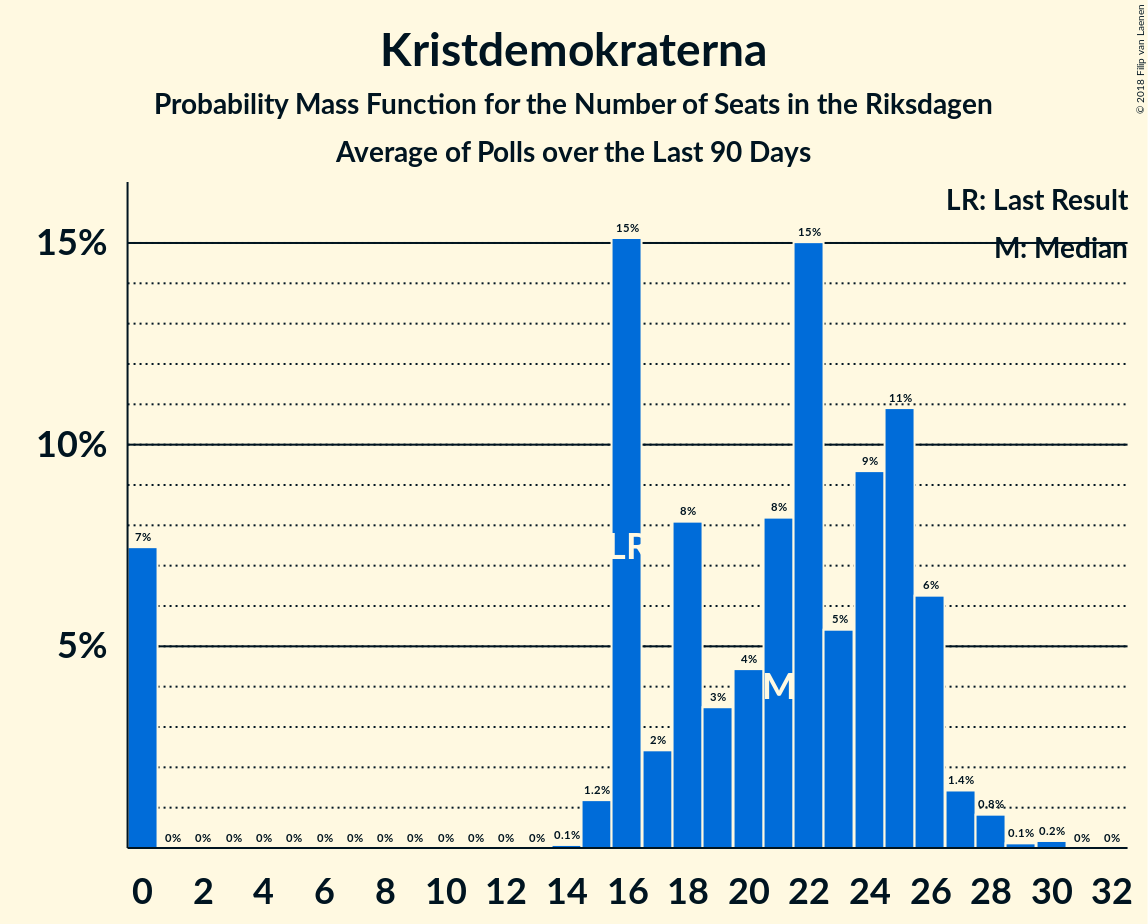 Kristdemokraterna
Probability Mass Function for the Number of Seats in the Riksdagen
Average of Polls over the Last 90 Days
© 2018 Filip van Laenen
LR: Last Result
M: Median
15%
10%
5%
7% 0% 0% 0% 0% 0% 0% 0% 0% 0% 0% 0% 0% 0% 0.1% 1.2% 15% 2% 8% 3% 4% 8% 15% 5% 9% 11% 6% 1.4% 0.8% 0.1% 0.2% 0% 0%
LR
M
0 2 4 6 8 10 12 14 16 18 20 22 24 26 28 30 32